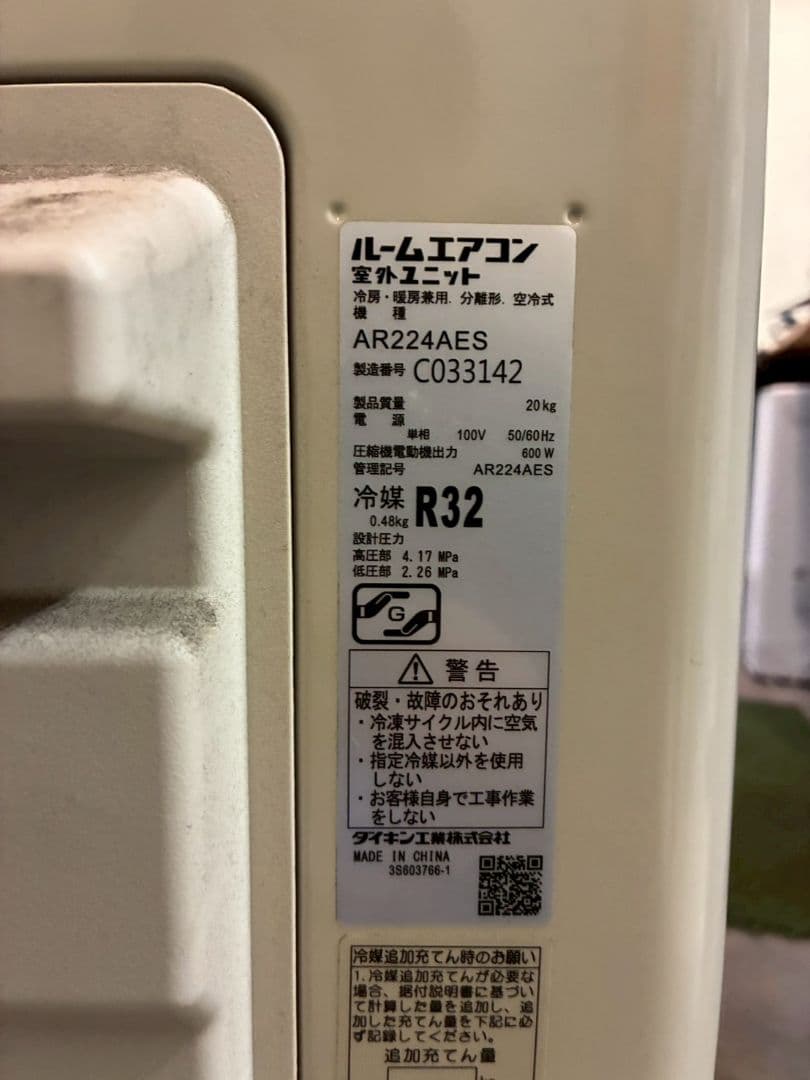 ルームエアコン
室外ユニット
冷房・暖房兼用. 分離形. 空冷式
機 種
AR224AES
製造番号 C033142
製品質量 20kg
電 源
単相 100V 50/60Hz
圧縮機電動機出力 600W
管理記号 AR224AES
冷媒 R32
0.48kg
設計圧力
高圧部 4.17 MPa
低圧部 2.26 MPa
G
警告
破裂・故障のおそれあり
・冷凍サイクル内に空気
を混入させない
・指定冷媒以外を使用
しない
・お客様自身で工事作業
をしない
ダイキン工業株式会社
MADE IN CHINA
3S603766-1
冷媒追加充てん時のお願い
1.冷媒追加充てんが必要な
場合、据付説明書に基づい
て計算した量を追加し、追
加した充てん量を下記に必
ず記録してください。
追加充てん量